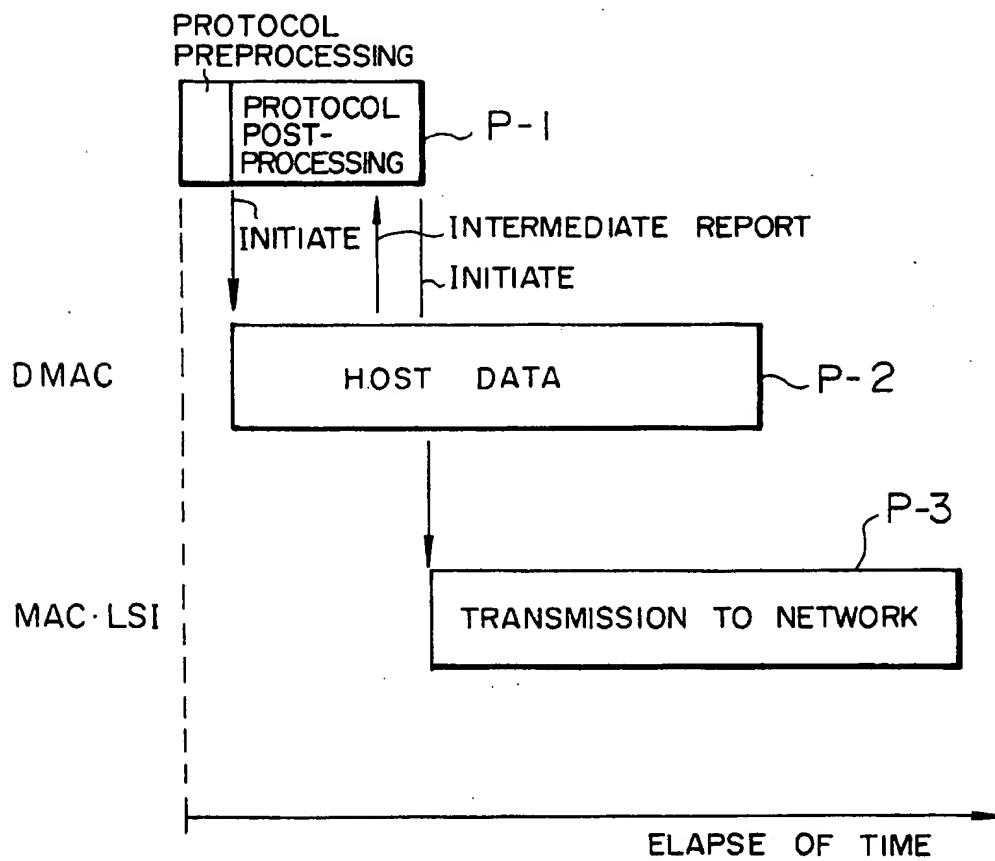 PROTOCOL
PREPROCESSING
PROTOCOL
POST-
PROCESSING
P-1
INITIATE
INTERMEDIATE REPORT
INITIATE
DMAC
HOST DATA
P-2
P-3
MAC·LSI
TRANSMISSION TO NETWORK
ELAPSE OF TIME